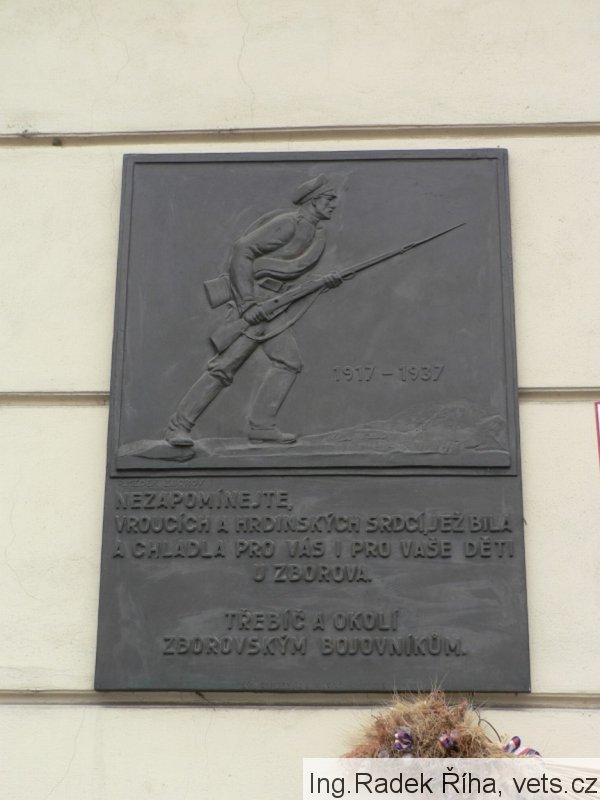 1917 - 1937
NEZAPOMÍNEJTE,
VROUCÍCH A HRDINSKÝCH SRDCÍ, JEŽ BILA
A CHLADLA PRO VÁS I PRO VAŠE DĚTI
U ZBOROVA.
TŘEBÍČ A OKOLÍ
ZBOROVSKÝM BOJOVNÍKŮM.
Ing.Radek Říha, vets.cz